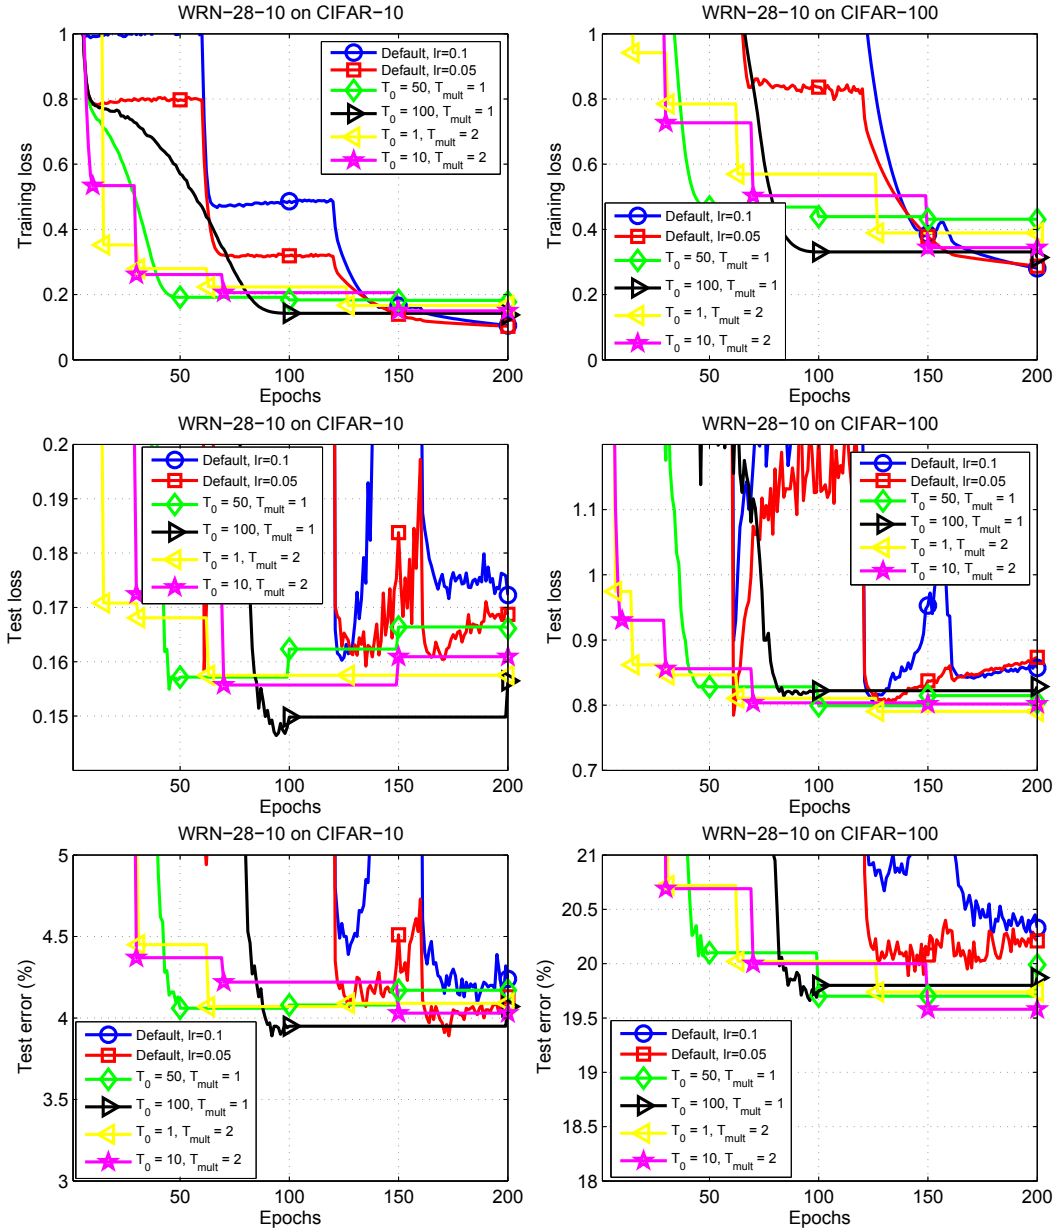 WRN−28−10 on CIFAR−10
Training loss
1
0.8
0.6
0.4
0.2
0
50
100
150
200
Epochs
Default, lr=0.1
Default, lr=0.05
T0 = 50, Tmult = 1
T0 = 100, Tmult = 1
T0 = 1, Tmult = 2
T0 = 10, Tmult = 2
WRN−28−10 on CIFAR−100
Training loss
1
0.8
0.6
0.4
0.2
0
50
100
150
200
Epochs
Default, lr=0.1
Default, lr=0.05
T0 = 50, Tmult = 1
T0 = 100, Tmult = 1
T0 = 1, Tmult = 2
T0 = 10, Tmult = 2
WRN−28−10 on CIFAR−10
Test loss
0.2
0.19
0.18
0.17
0.16
0.15
50
100
150
200
Epochs
Default, lr=0.1
Default, lr=0.05
T0 = 50, Tmult = 1
T0 = 100, Tmult = 1
T0 = 1, Tmult = 2
T0 = 10, Tmult = 2
WRN−28−10 on CIFAR−100
Test loss
1.1
1
0.9
0.8
0.7
50
100
150
200
Epochs
Default, lr=0.1
Default, lr=0.05
T0 = 50, Tmult = 1
T0 = 100, Tmult = 1
T0 = 1, Tmult = 2
T0 = 10, Tmult = 2
WRN−28−10 on CIFAR−10
Test error (%)
5
4.5
4
3.5
3
50
100
150
200
Epochs
Default, lr=0.1
Default, lr=0.05
T0 = 50, Tmult = 1
T0 = 100, Tmult = 1
T0 = 1, Tmult = 2
T0 = 10, Tmult = 2
WRN−28−10 on CIFAR−100
Test error (%)
21
20.5
20
19.5
19
18.5
18
50
100
150
200
Epochs
Default, lr=0.1
Default, lr=0.05
T0 = 50, Tmult = 1
T0 = 100, Tmult = 1
T0 = 1, Tmult = 2
T0 = 10, Tmult = 2